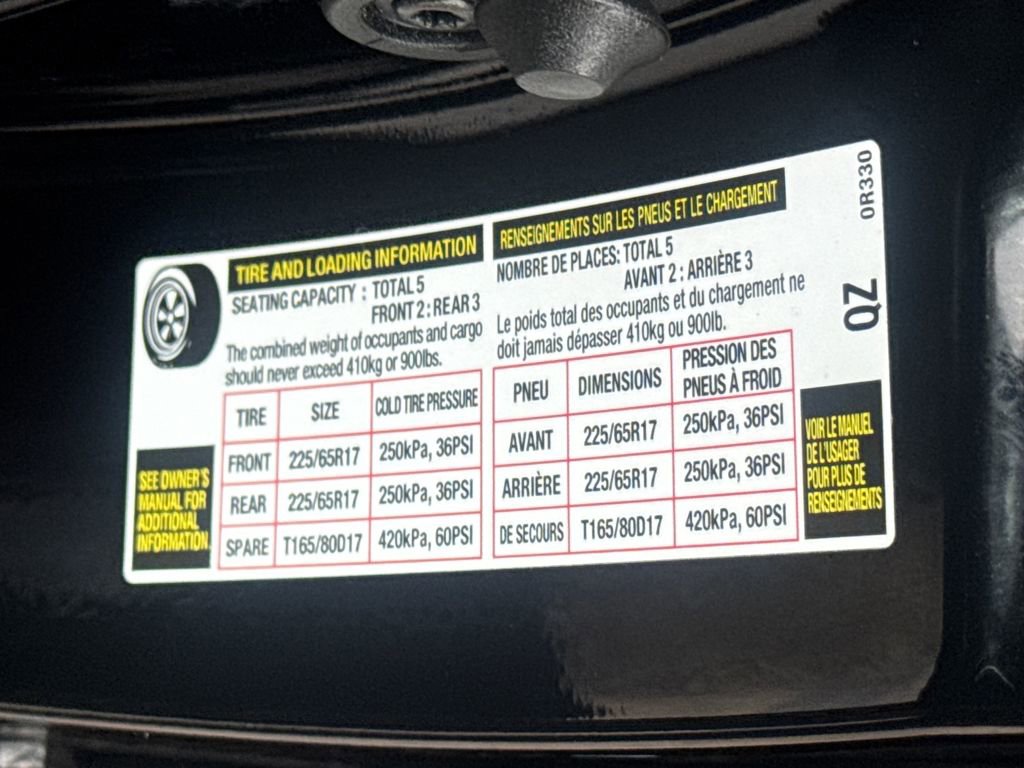 TIRE AND LOADING INFORMATION
SEATING CAPACITY : TOTAL 5
FRONT 2 : REAR 3
The combined weight of occupants and cargo
should never exceed 410kg or 900lbs.
TIRE SIZE COLD TIRE PRESSURE
FRONT 225/65R17 250kPa, 36PSI
REAR 225/65R17 250kPa, 36PSI
SPARE T165/80D17 420kPa, 60PSI
SEE OWNER'S
MANUAL FOR
ADDITIONAL
INFORMATION
RENSEIGNEMENTS SUR LES PNEUS ET LE CHARGEMENT
NOMBRE DE PLACES: TOTAL 5
AVANT 2 : ARRIÈRE 3
Le poids total des occupants et du chargement ne
doit jamais dépasser 410kg ou 900lb.
PNEU DIMENSIONS PRESSION DES
PNEUS À FROID
AVANT 225/65R17 250kPa, 36PSI
ARRIÈRE 225/65R17 250kPa, 36PSI
DE SECOURS T165/80D17 420kPa, 60PSI
VOIR LE MANUEL
DE L'USAGER
POUR PLUS DE
RENSEIGNEMENTS
0R330
QZ